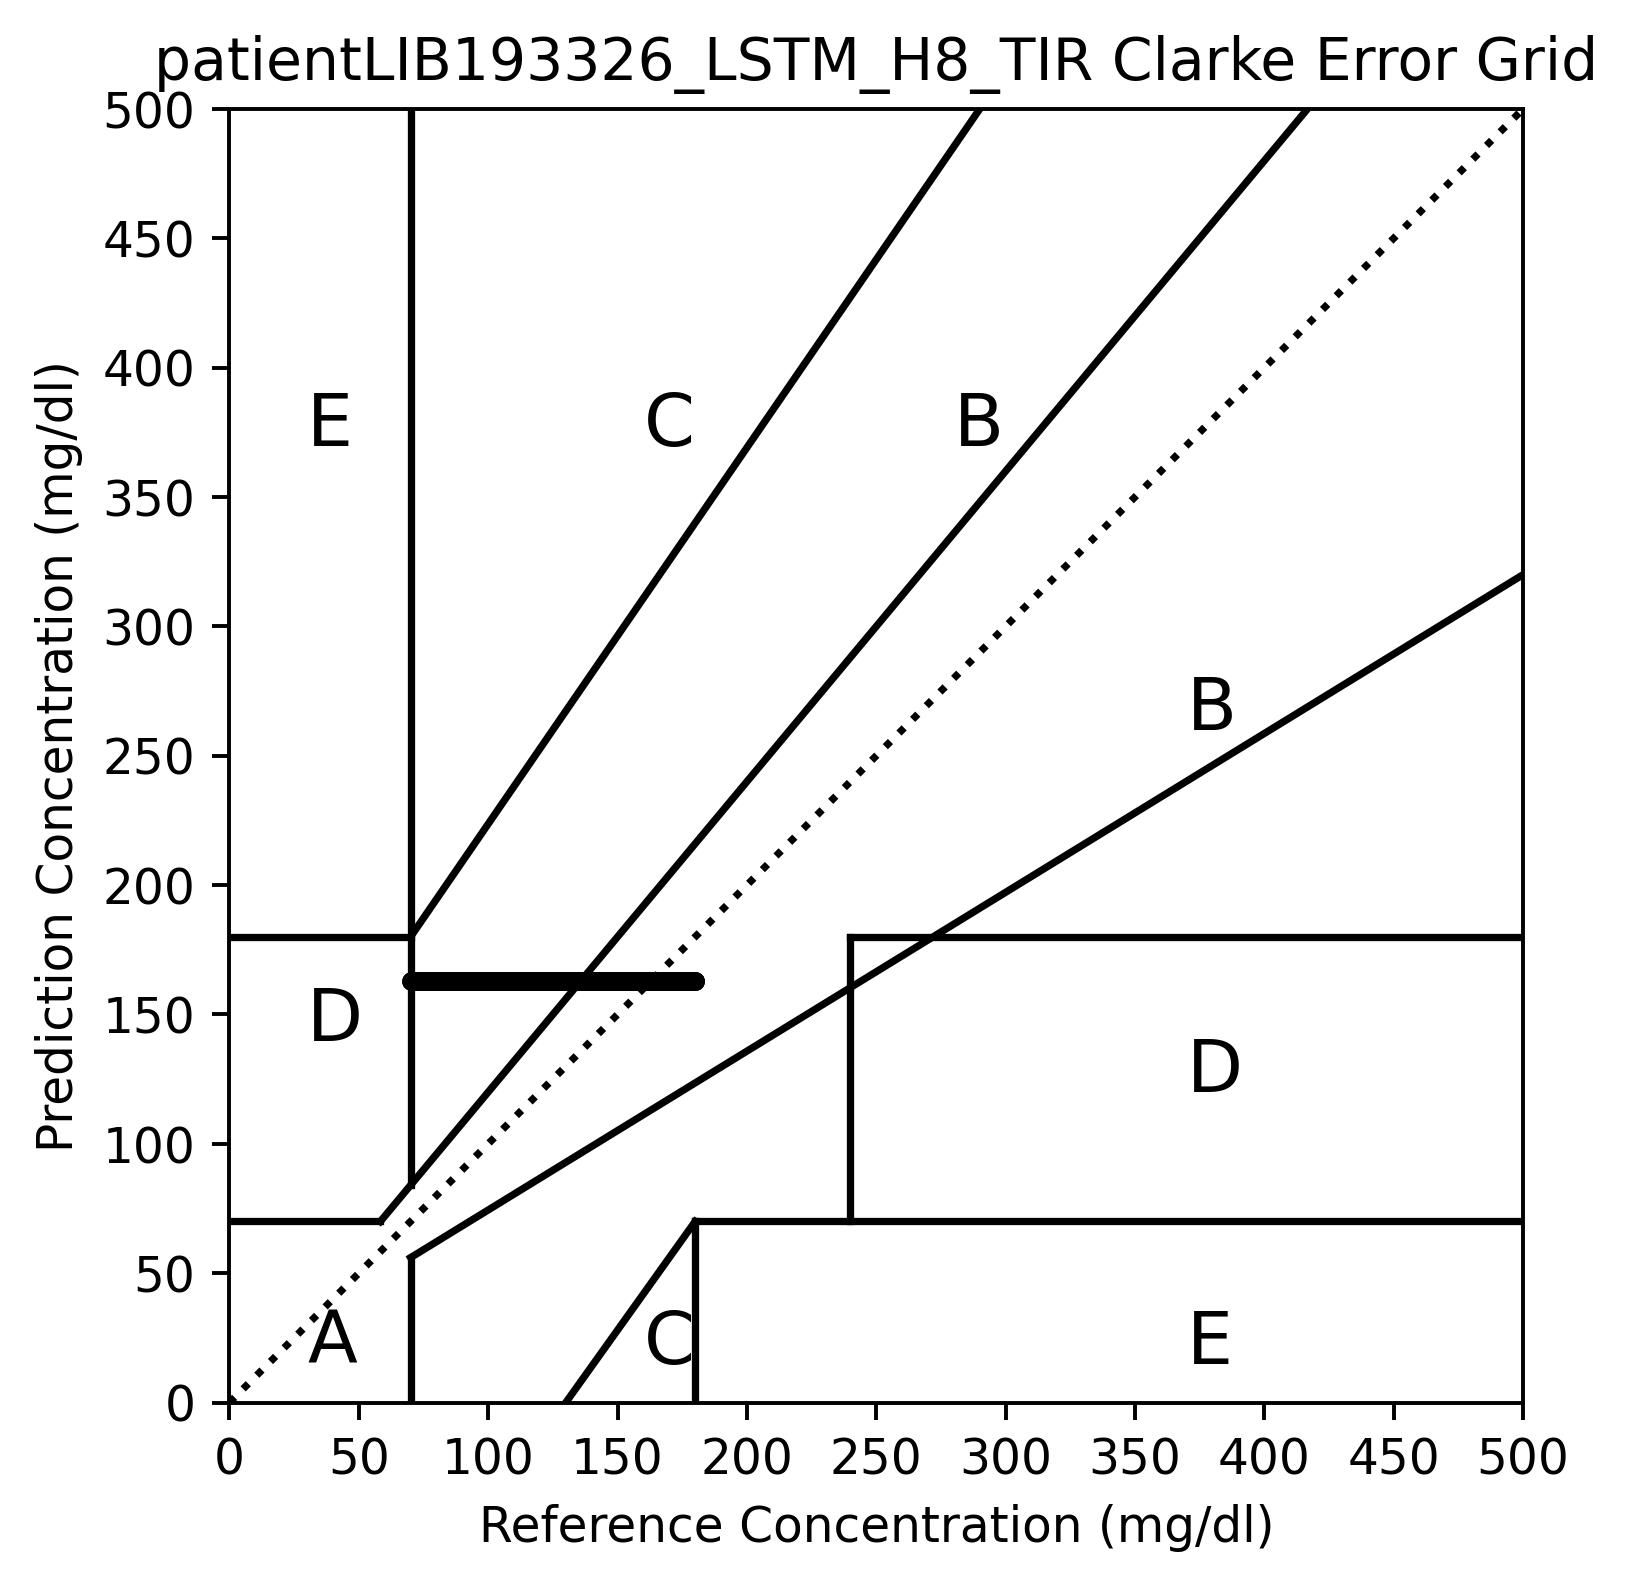 patientLIB193326_LSTM_H8_TIR Clarke Error Grid
500
450
400
350
300
250
200
150
100
50
0
Prediction Concentration (mg/dl)
E
C
B
B
D
D
A
C
E
0 50 100 150 200 250 300 350 400 450 500
Reference Concentration (mg/dl)